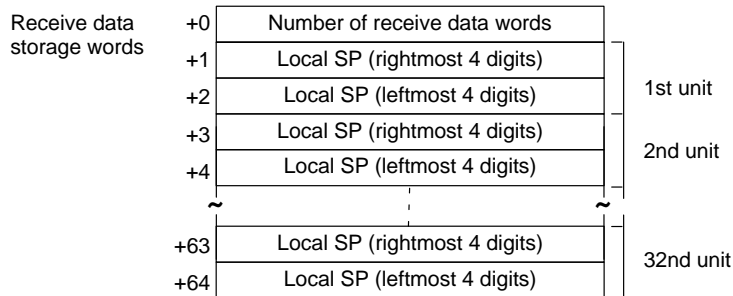 Receive data
storage words
+0 Number of receive data words
+1 Local SP (rightmost 4 digits)
+2 Local SP (leftmost 4 digits)
1st unit
+3 Local SP (rightmost 4 digits)
+4 Local SP (leftmost 4 digits)
2nd unit
~ ~
+63 Local SP (rightmost 4 digits)
+64 Local SP (leftmost 4 digits)
32nd unit